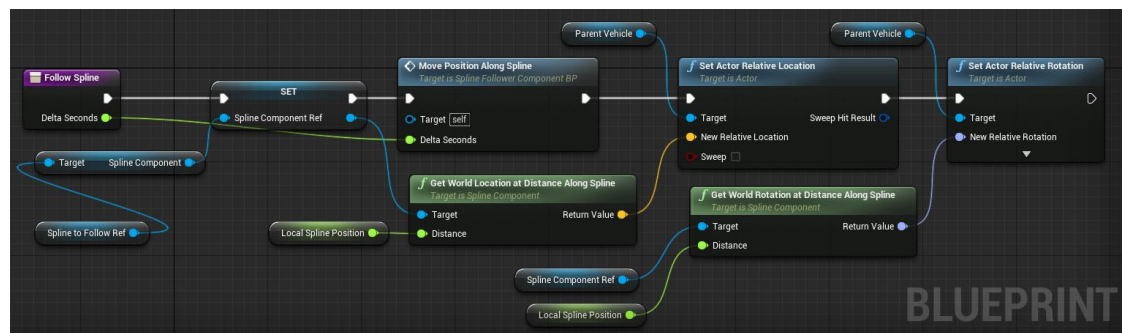 Parent Vehicle
Parent Vehicle
Follow Spline
Delta Seconds
SET
Spline Component Ref
Move Position Along Spline
Target is Spline Follower Component BP
Target self
Delta Seconds
Set Actor Relative Location
Target is Actor
Target Sweep Hit Result
New Relative Location
Sweep
Set Actor Relative Rotation
Target is Actor
Target
New Relative Rotation
Target Spline Component
Spline to Follow Ref
Get World Location at Distance Along Spline
Target is Spline Component
Target Return Value
Distance
Local Spline Position
Get World Rotation at Distance Along Spline
Target is Spline Component
Target Return Value
Distance
Spline Component Ref
Local Spline Position
BLUEPRINT